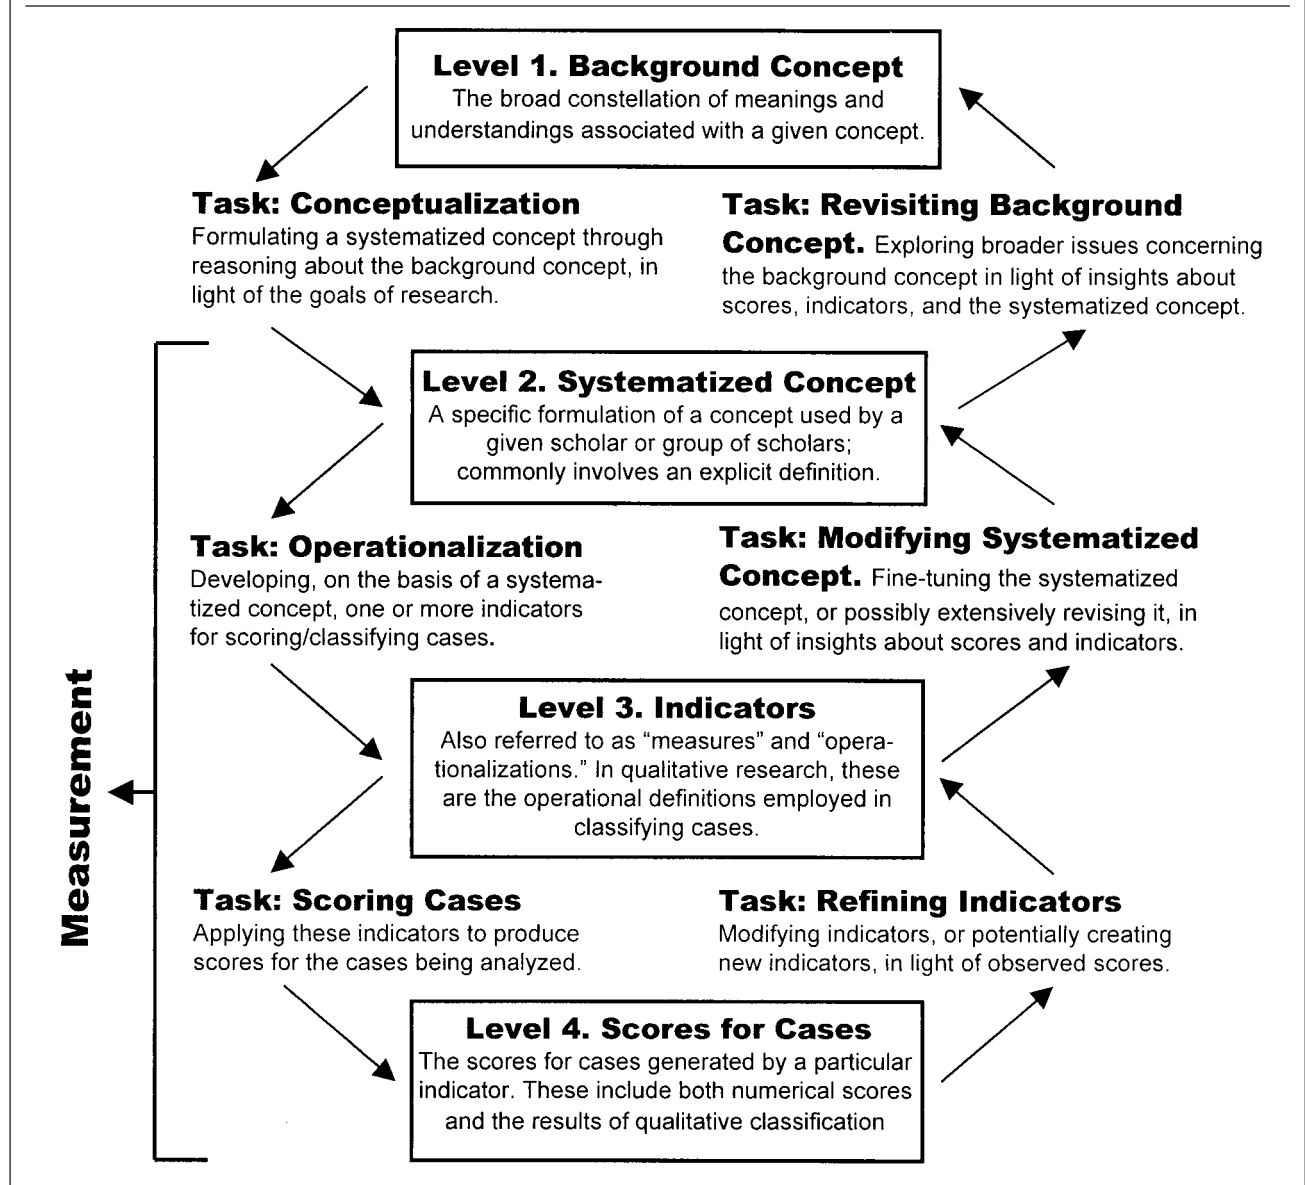 Level 1. Background Concept
The broad constellation of meanings and
understandings associated with a given concept.
Task: Conceptualization
Formulating a systematized concept through
reasoning about the background concept, in
light of the goals of research.
Task: Revisiting Background
Concept. Exploring broader issues concerning
the background concept in light of insights about
scores, indicators, and the systematized concept.
Level 2. Systematized Concept
A specific formulation of a concept used by a
given scholar or group of scholars;
commonly involves an explicit definition.
Task: Operationalization
Developing, on the basis of a systema-
tized concept, one or more indicators
for scoring/classifying cases.
Task: Modifying Systematized
Concept. Fine-tuning the systematized
concept, or possibly extensively revising it, in
light of insights about scores and indicators.
Measurement
Level 3. Indicators
Also referred to as “measures” and “opera-
tionalizations.” In qualitative research, these
are the operational definitions employed in
classifying cases.
Task: Scoring Cases
Applying these indicators to produce
scores for the cases being analyzed.
Task: Refining Indicators
Modifying indicators, or potentially creating
new indicators, in light of observed scores.
Level 4. Scores for Cases
The scores for cases generated by a particular
indicator. These include both numerical scores
and the results of qualitative classification